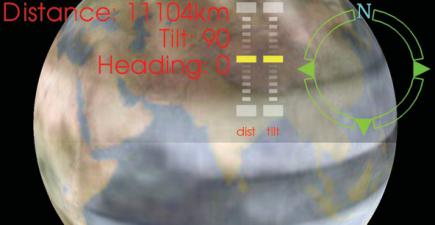 Distance: 11104km
Tilt: 90
Heading: 0
N
dist tilt